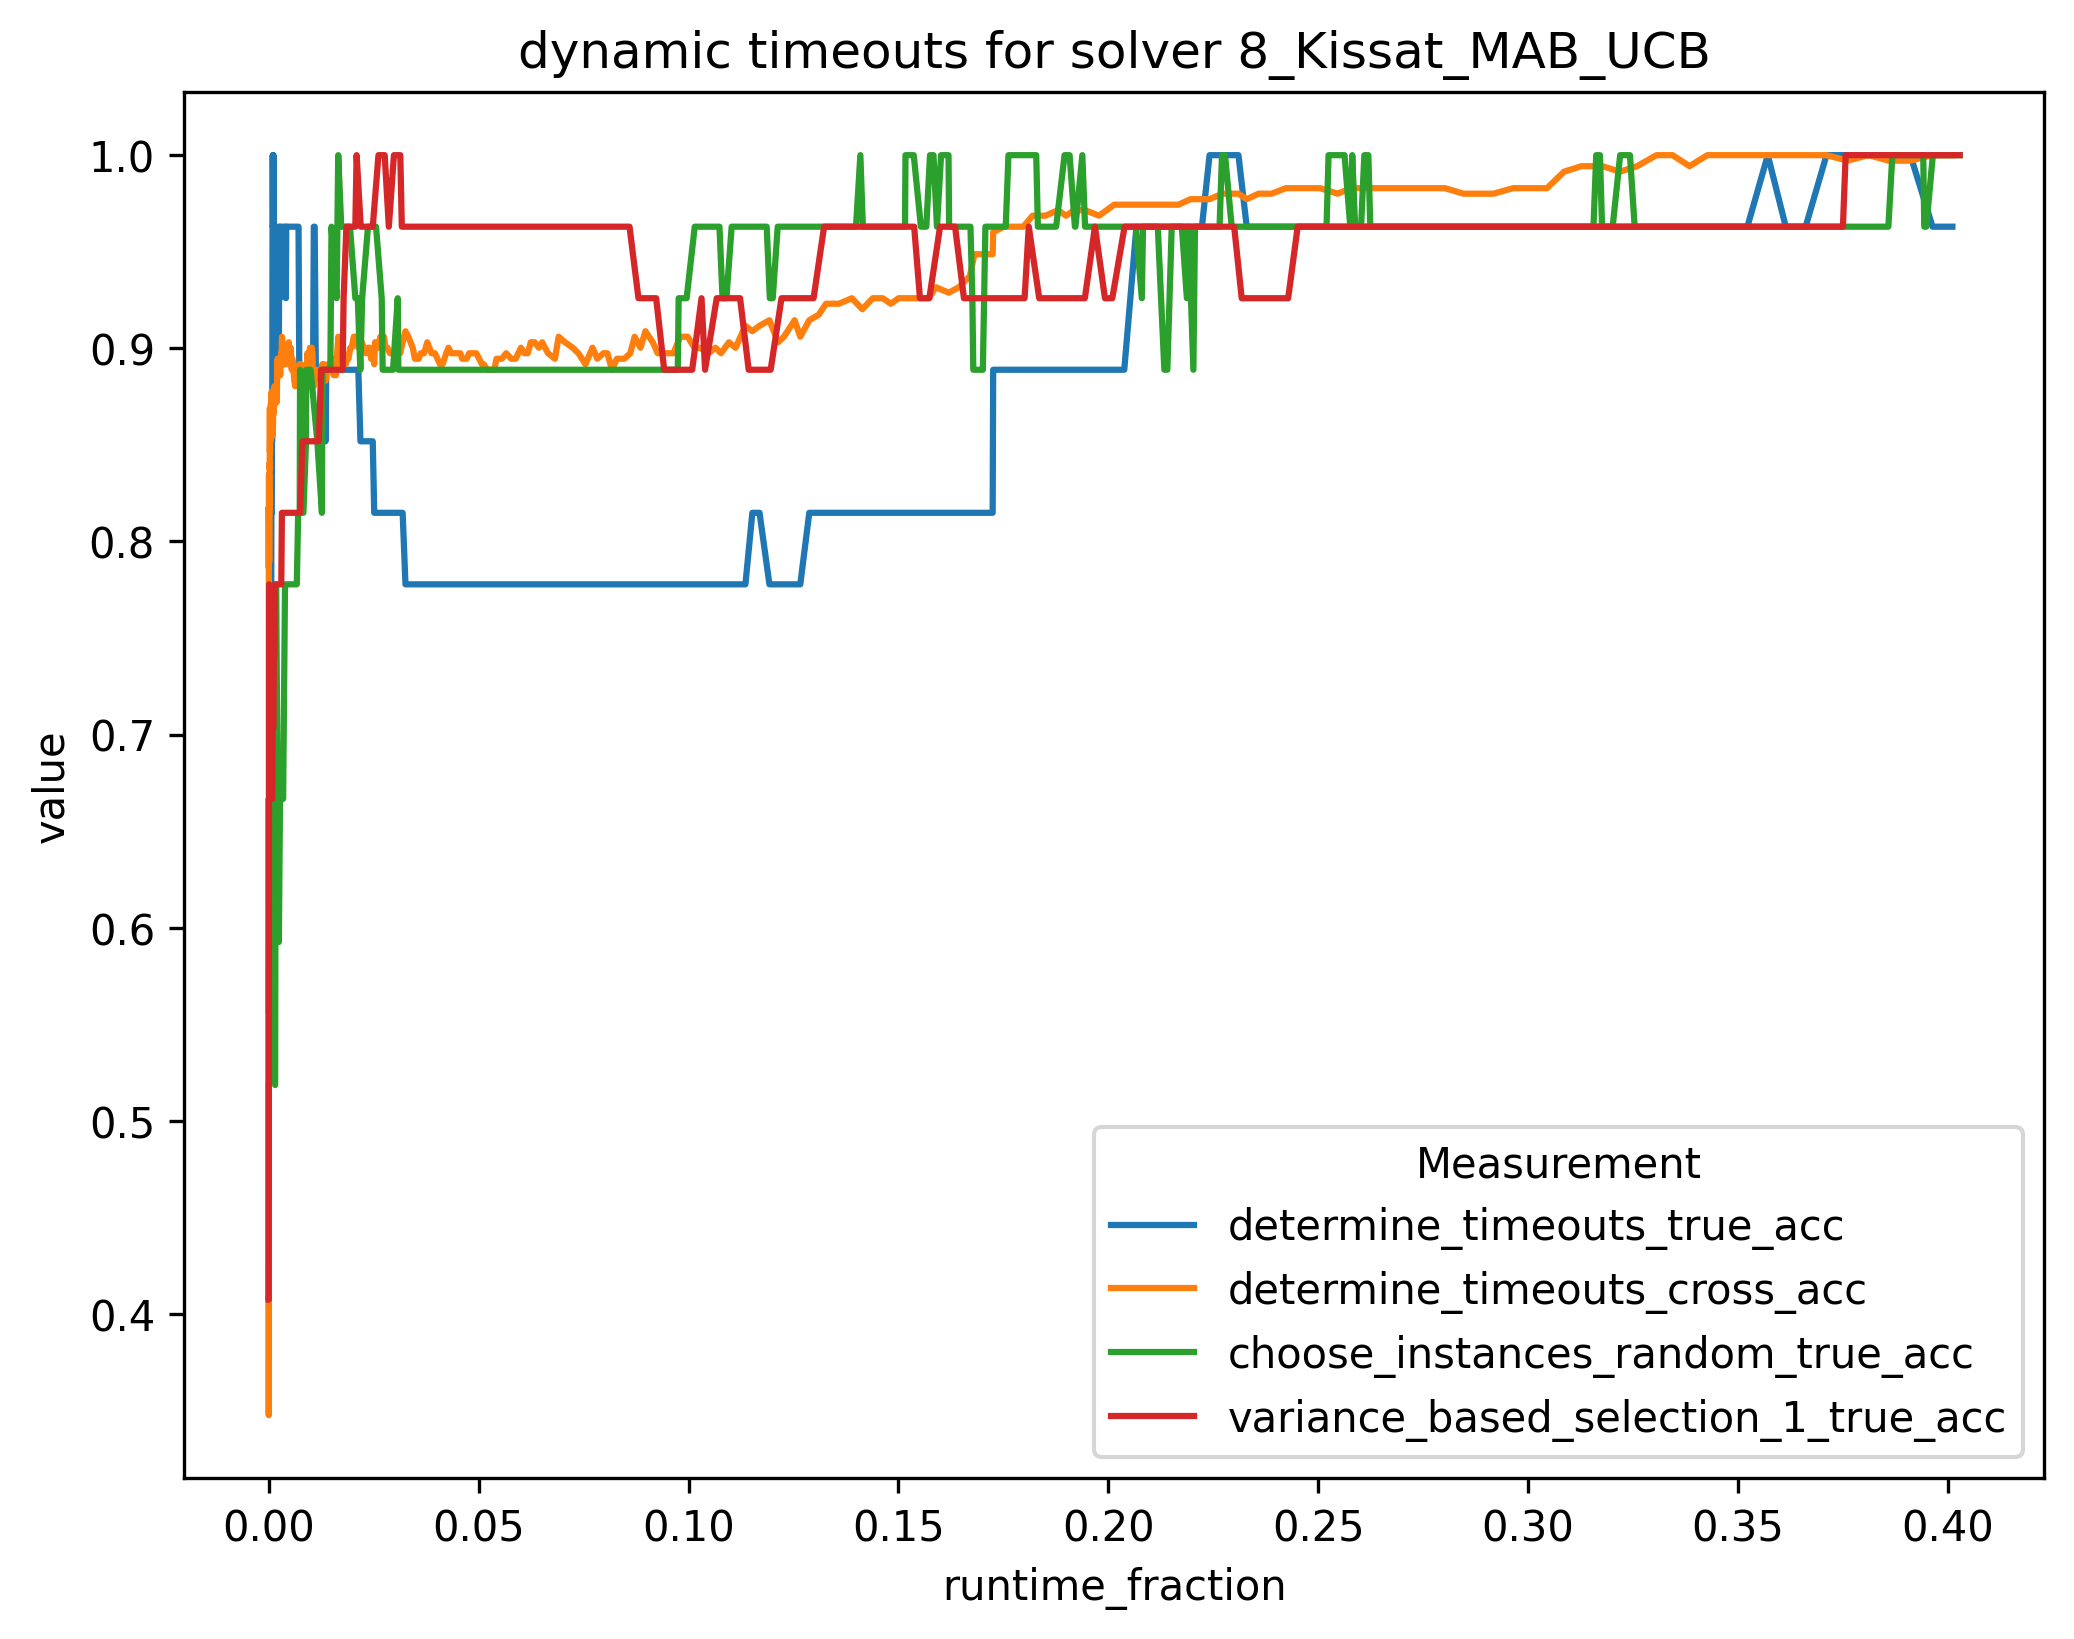 dynamic timeouts for solver 8_Kissat_MAB_UCB
1.0
0.9
0.8
0.7
0.6
0.5
0.4
value
0.00 0.05 0.10 0.15 0.20 0.25 0.30 0.35 0.40
runtime_fraction
Measurement
determine_timeouts_true_acc
determine_timeouts_cross_acc
choose_instances_random_true_acc
variance_based_selection_1_true_acc